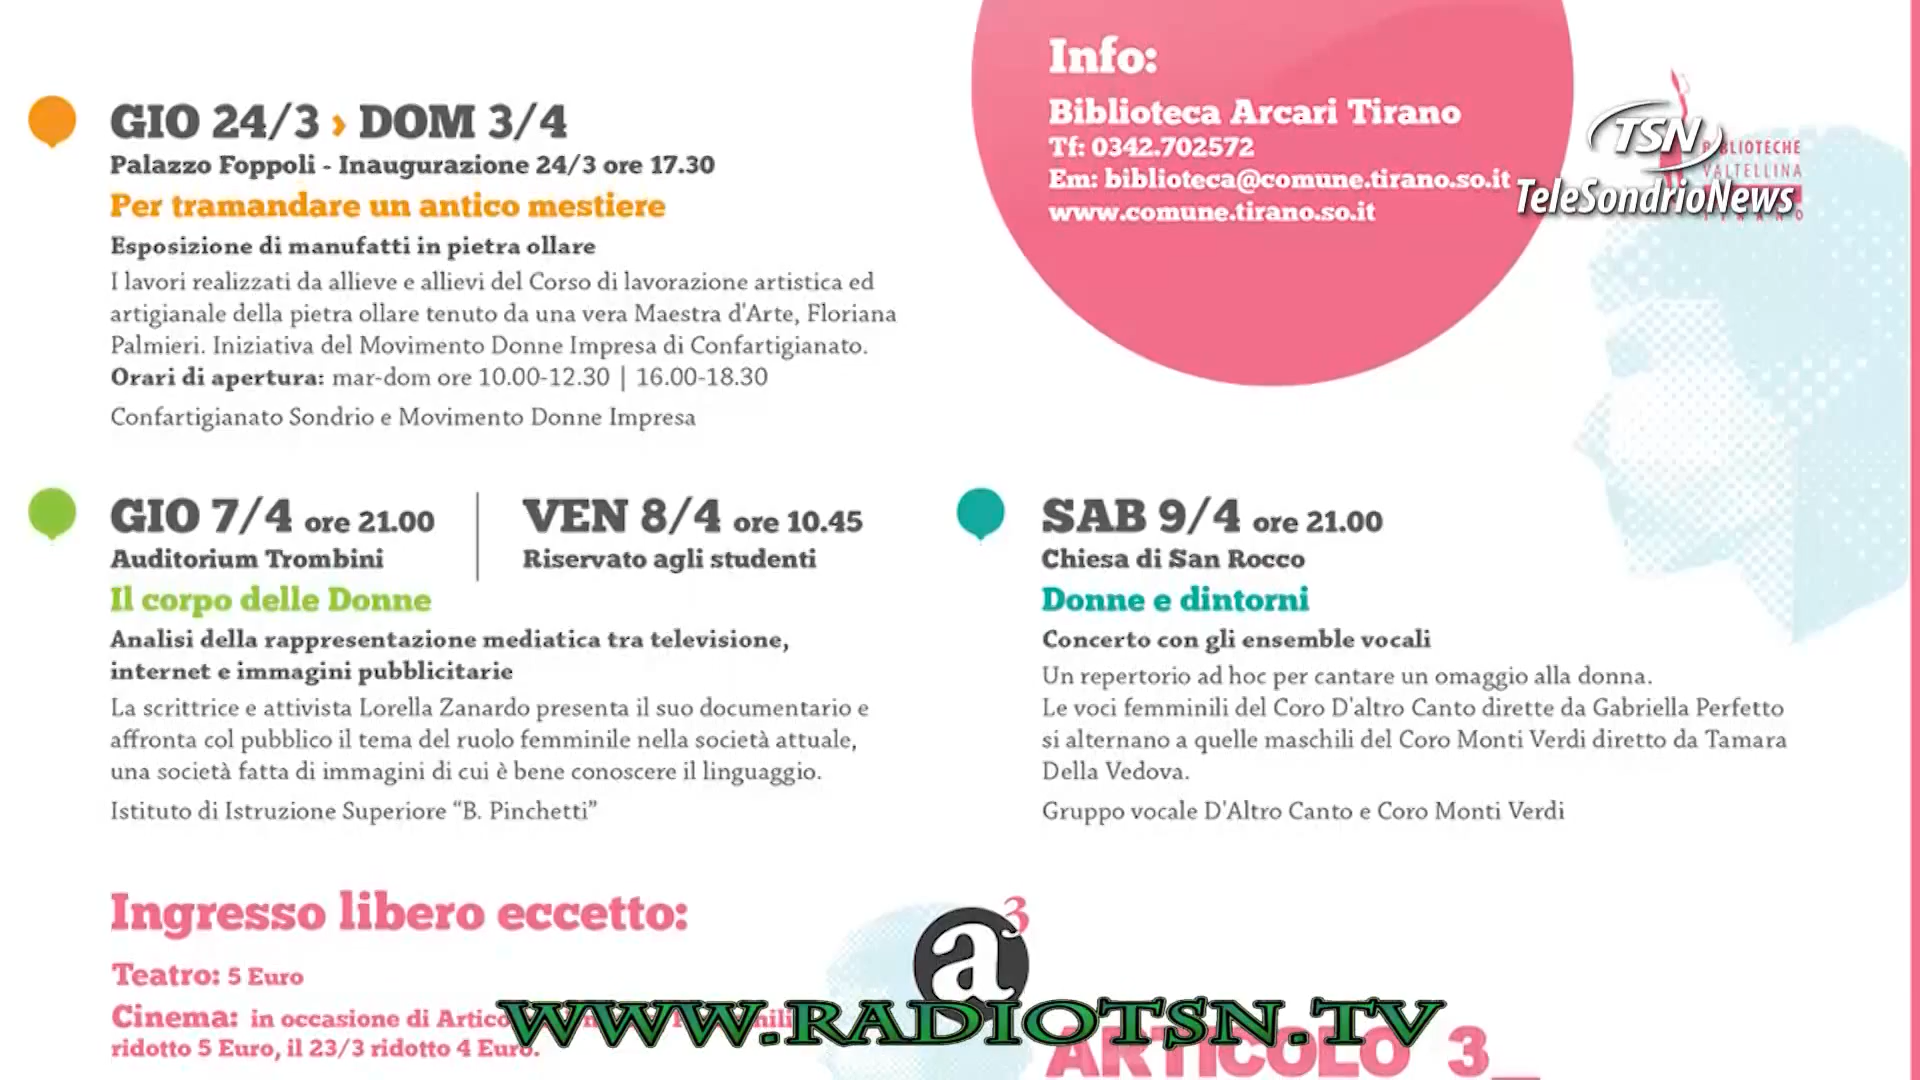 GIO 24/3 › DOM 3/4
Palazzo Foppoli - Inaugurazione 24/3 ore 17.30
Per tramandare un antico mestiere
Esposizione di manufatti in pietra ollare
I lavori realizzati da allieve e allievi del Corso di lavorazione artistica ed
artigianale della pietra ollare tenuto da una vera Maestra d'Arte, Floriana
Palmieri. Iniziativa del Movimento Donne Impresa di Confartigianato.
Orari di apertura: mar-dom ore 10.00-12.30 | 16.00-18.30
Confartigianato Sondrio e Movimento Donne Impresa
Info:
Biblioteca Arcari Tirano
Tf: 0342.702572
Em: biblioteca@comune.tirano.so.it
www.comune.tirano.so.it
TSN
TeleSondrioNews
BIBLIOTECHE
VALTELLINA
TIRANO
GIO 7/4 ore 21.00
Auditorium Trombini
VEN 8/4 ore 10.45
Riservato agli studenti
Il corpo delle Donne
Analisi della rappresentazione mediatica tra televisione,
internet e immagini pubblicitarie
La scrittrice e attivista Lorella Zanardo presenta il suo documentario e
affronta col pubblico il tema del ruolo femminile nella società attuale,
una società fatta di immagini di cui è bene conoscere il linguaggio.
Istituto di Istruzione Superiore “B. Pinchetti”
SAB 9/4 ore 21.00
Chiesa di San Rocco
Donne e dintorni
Concerto con gli ensemble vocali
Un repertorio ad hoc per cantare un omaggio alla donna.
Le voci femminili del Coro D'altro Canto dirette da Gabriella Perfetto
si alternano a quelle maschili del Coro Monti Verdi diretto da Tamara
Della Vedova.
Gruppo vocale D'Altro Canto e Coro Monti Verdi
Ingresso libero eccetto:
Teatro: 5 Euro
Cinema: in occasione di
ridotto 5 Euro, il 23/3 ridotto 4 Euro.
a3
WWW.RADIOTSN.TV
ARTICOLO 3_